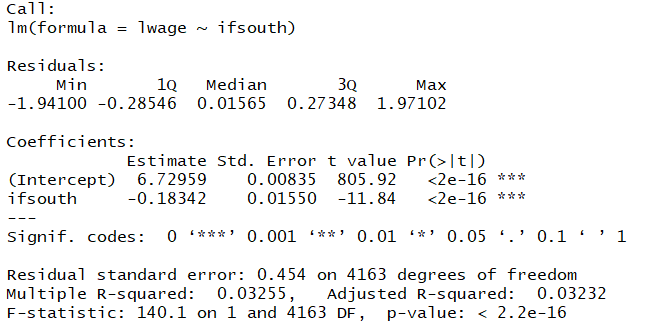 Call:
lm(formula = lwage ~ ifsouth)
Residuals:
Min 1Q Median 3Q Max
-1.94100 -0.28546 0.01565 0.27348 1.97102
Coefficients:
Estimate Std. Error t value Pr(>|t|)
(Intercept) 6.72959 0.00835 805.92 <2e-16 ***
ifsouth -0.18342 0.01550 -11.84 <2e-16 ***
---
Signif. codes: 0 ‘***’ 0.001 ‘**’ 0.01 ‘*’ 0.05 ‘.’ 0.1 ‘ ’ 1
Residual standard error: 0.454 on 4163 degrees of freedom
Multiple R-squared: 0.03255, Adjusted R-squared: 0.03232
F-statistic: 140.1 on 1 and 4163 DF, p-value: < 2.2e-16